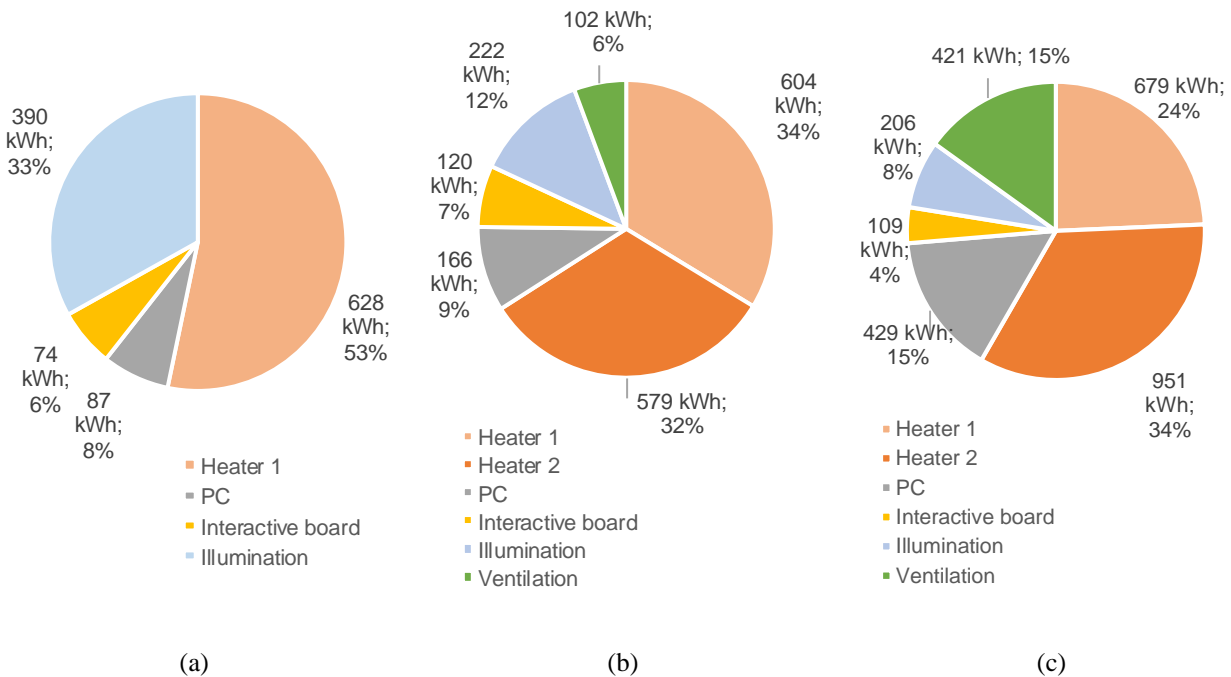 390
kWh;
33%
628
kWh;
53%
74
kWh;
6%
87
kWh;
8%
Heater 1
PC
Interactive board
Illumination
(a)
102 kWh;
6%
222
kWh;
12%
604
kWh;
34%
120
kWh;
7%
166
kWh;
9%
579 kWh;
32%
Heater 1
Heater 2
PC
Interactive board
Illumination
Ventilation
(b)
421 kWh; 15%
679 kWh;
24%
206
kWh;
8%
109
kWh;
4%
429 kWh;
15%
951
kWh;
34%
Heater 1
Heater 2
PC
Interactive board
Illumination
Ventilation
(c)